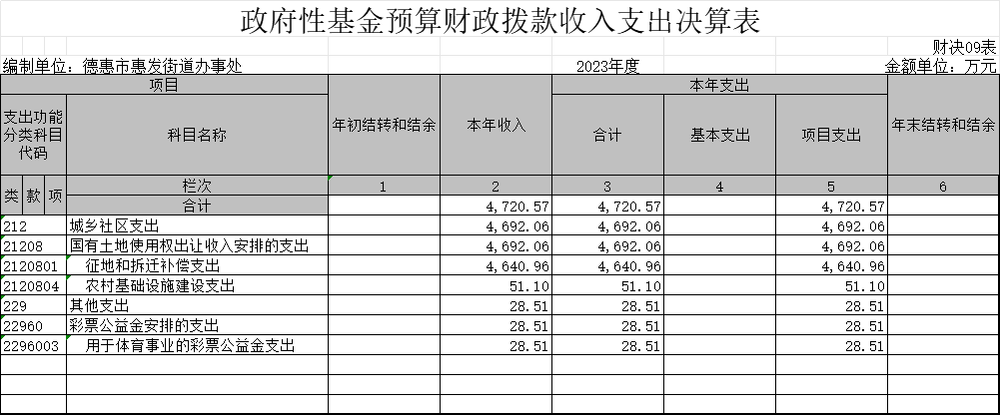 政府性基金预算财政拨款收入支出决算表
财决09表
编制单位：德惠市惠发街道办事处 2023年度 金额单位：万元
项目 年初结转和结余 本年收入 本年支出 年末结转和结余
支出功能分类科目代码 科目名称 合计 基本支出 项目支出
类 款 项 栏次 1 2 3 4 5 6
合计 4,720.57 4,720.57 4,720.57
212 城乡社区支出 4,692.06 4,692.06 4,692.06
21208 国有土地使用权出让收入安排的支出 4,692.06 4,692.06 4,692.06
2120801 征地和拆迁补偿支出 4,640.96 4,640.96 4,640.96
2120804 农村基础设施建设支出 51.10 51.10 51.10
229 其他支出 28.51 28.51 28.51
22960 彩票公益金安排的支出 28.51 28.51 28.51
2296003 用于体育事业的彩票公益金支出 28.51 28.51 28.51